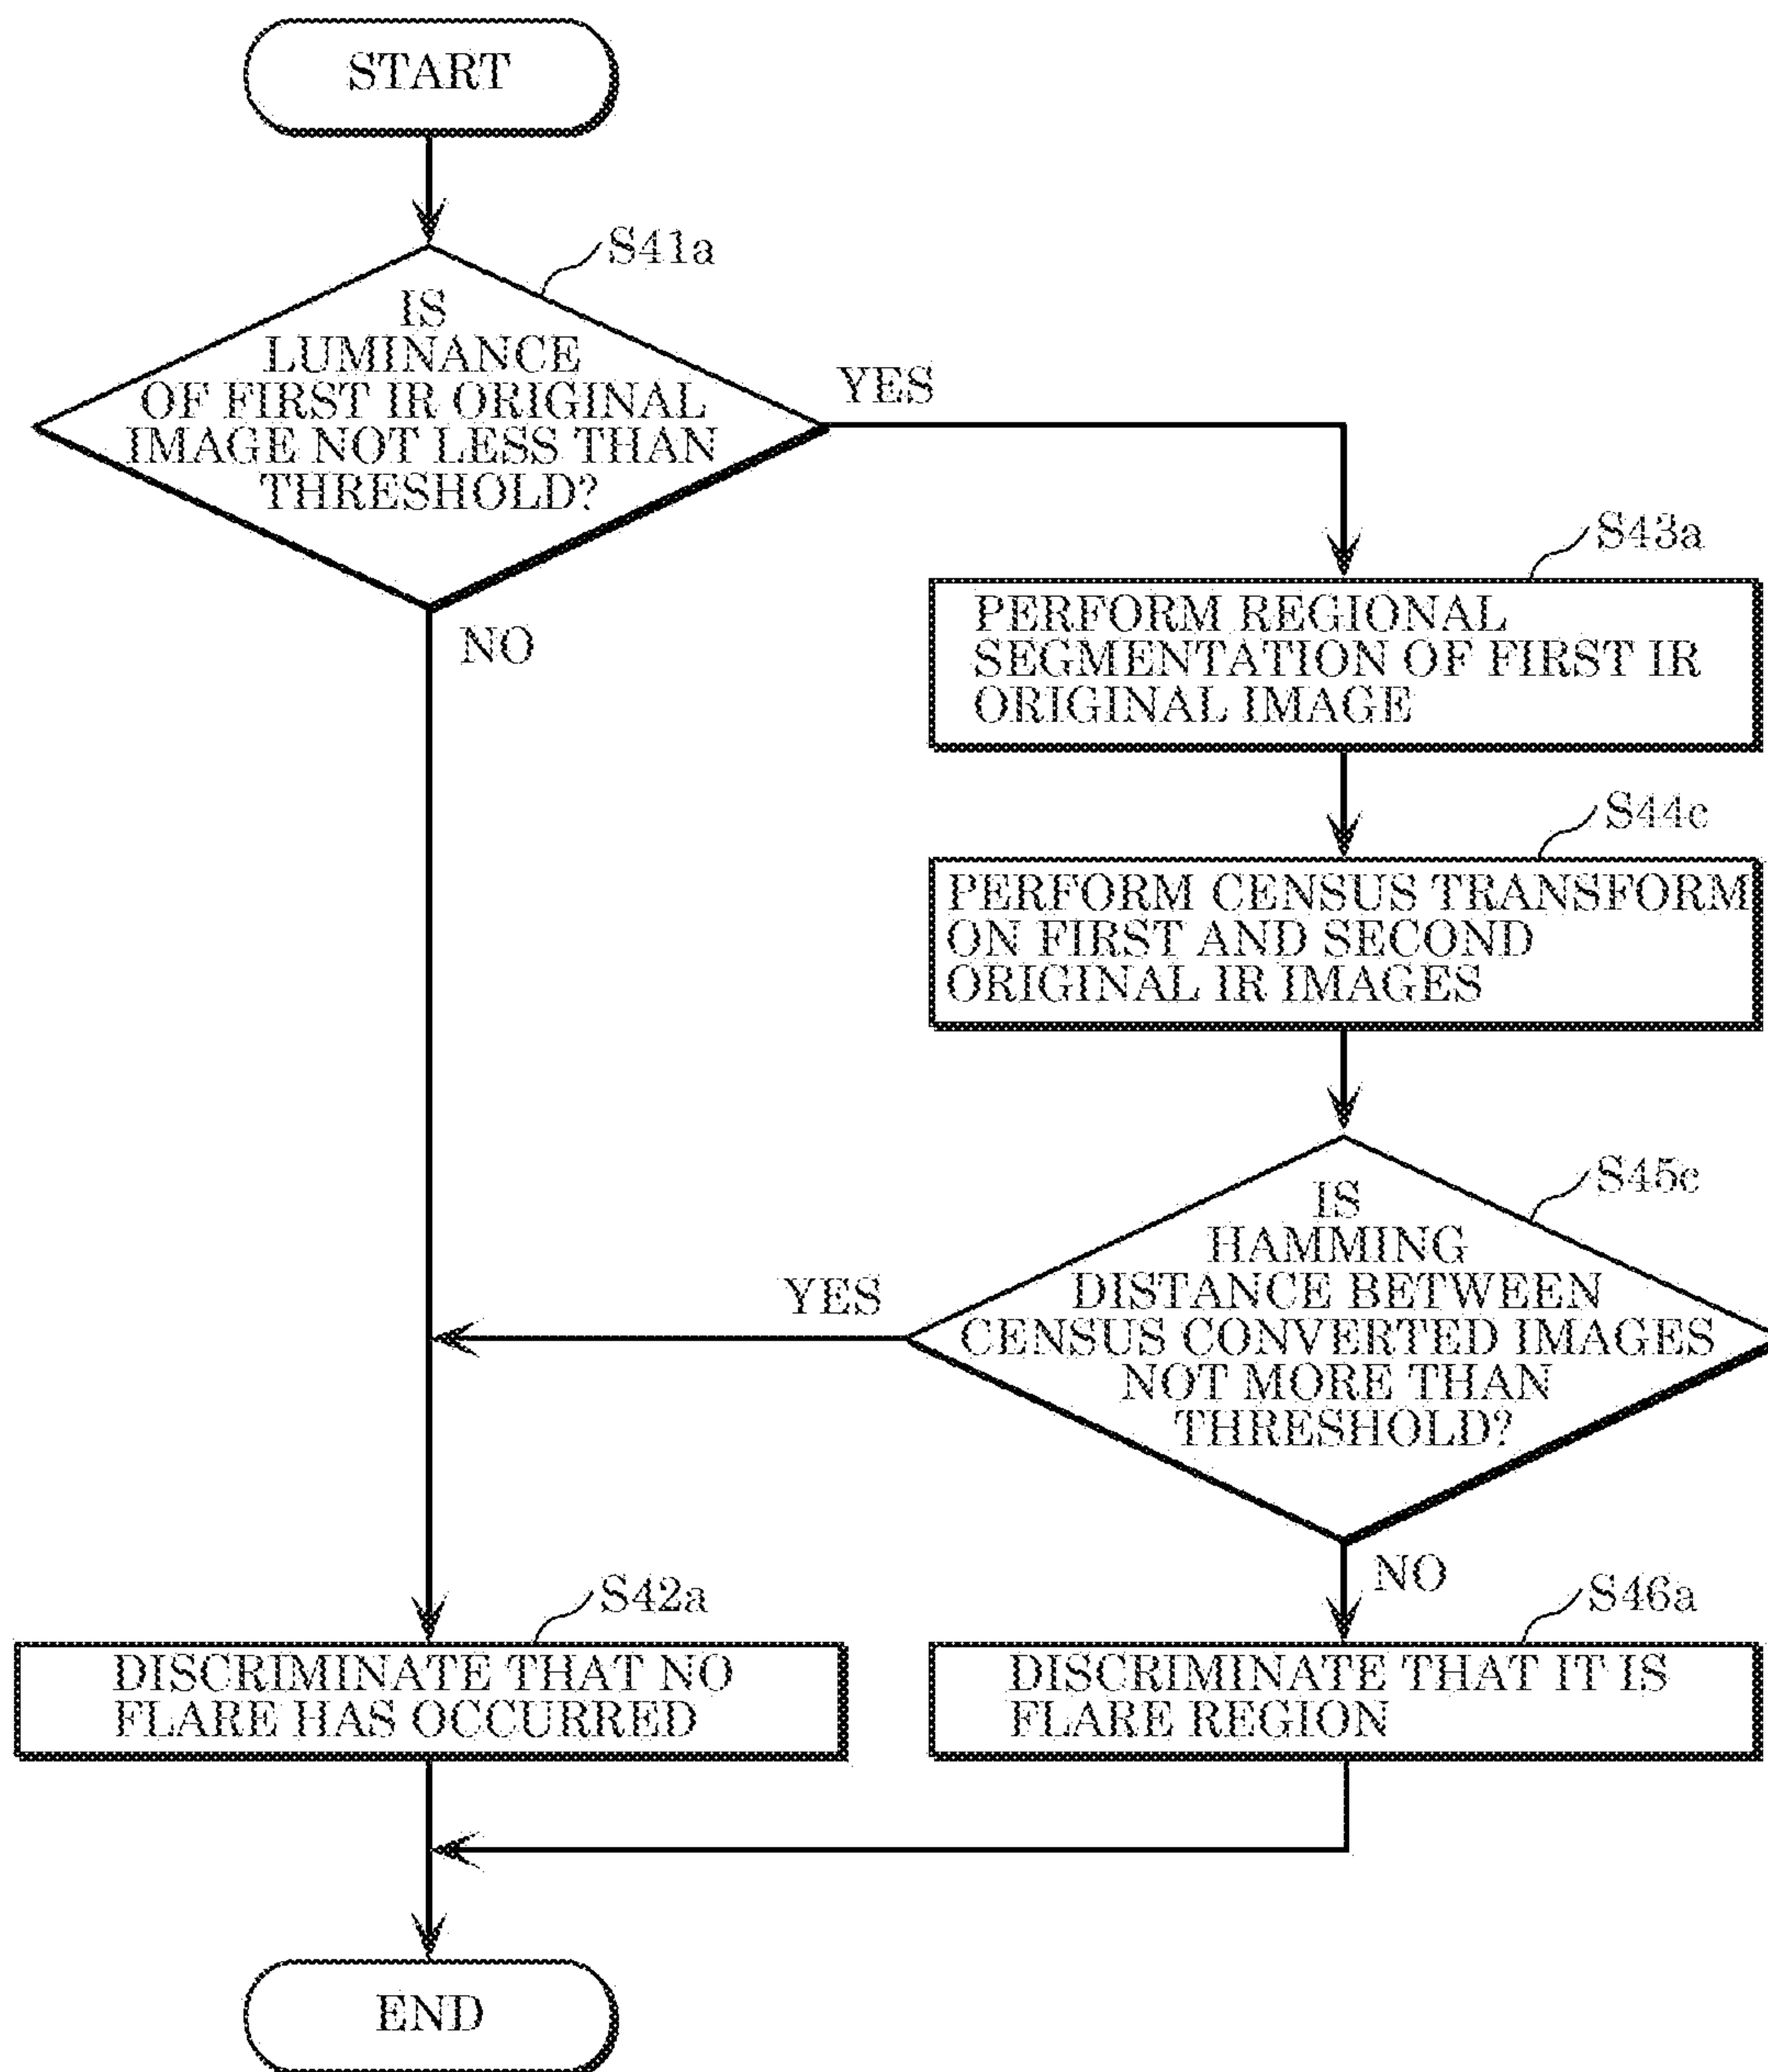 START
S41a
IS
LUMINANCE
OF FIRST IR ORIGINAL
IMAGE NOT LESS THAN
THRESHOLD?
YES
NO
S43a
PERFORM REGIONAL
SEGMENTATION OF FIRST IR
ORIGINAL IMAGE
S44c
PERFORM CENSUS TRANSFORM
ON FIRST AND SECOND
ORIGINAL IR IMAGES
S45c
IS
HAMMING
DISTANCE BETWEEN
CENSUS CONVERTED IMAGES
NOT MORE THAN
THRESHOLD?
YES
NO
S42a
DISCRIMINATE THAT NO
FLARE HAS OCCURRED
S46a
DISCRIMINATE THAT IT IS
FLARE REGION
END